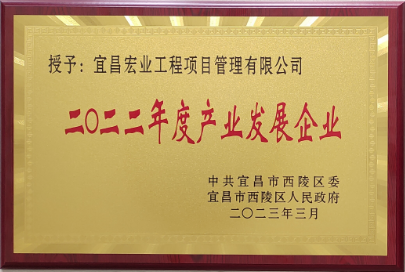 授予：宜昌宏业工程项目管理有限公司
二〇二二年度产业发展企业
中共宜昌市西陵区委
宜昌市西陵区人民政府
二〇二三年三月